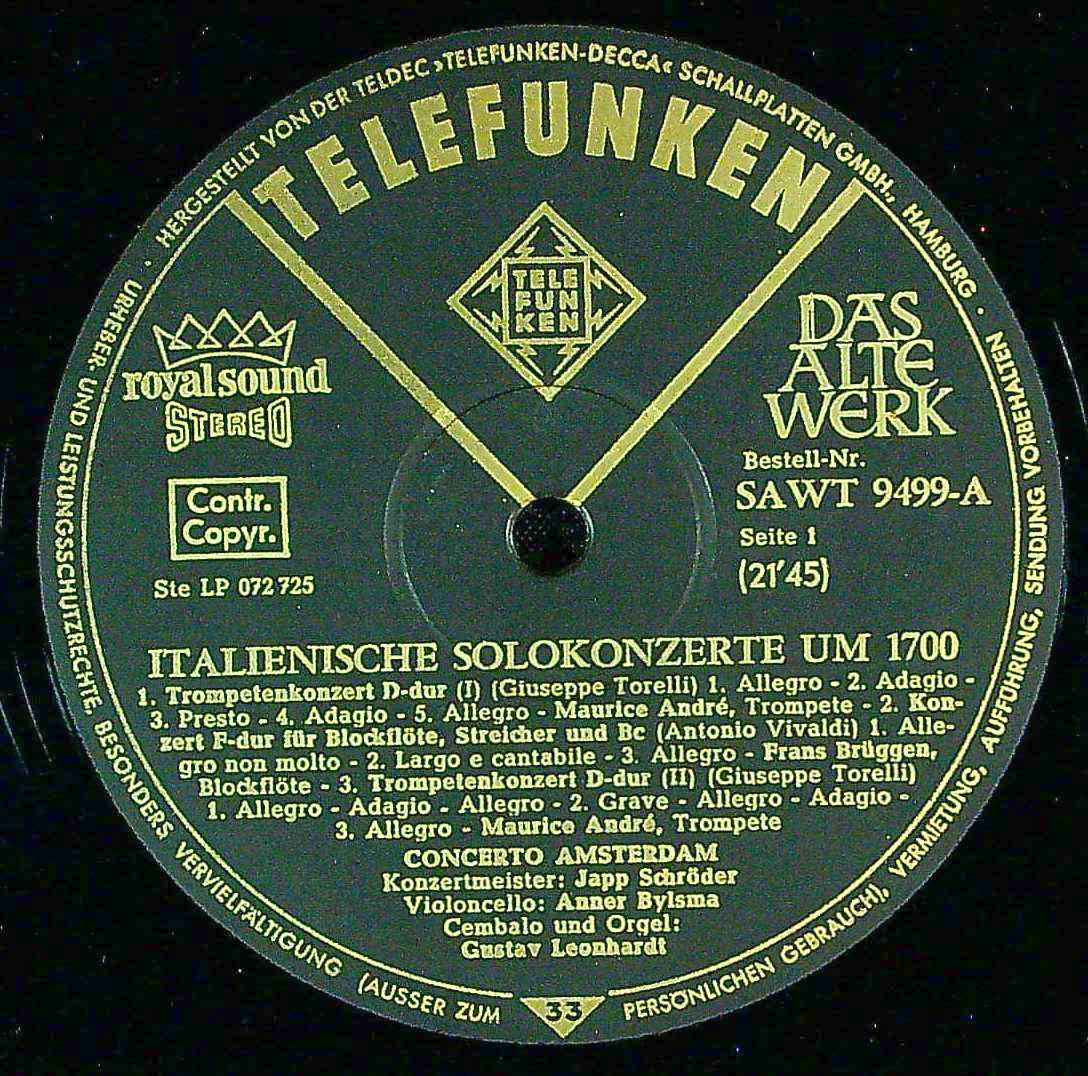 HERGESTELLT VON DER TELDEC »TELEFUNKEN-DECCA« SCHALLPLATTEN GMBH, HAMBURG ·
URHEBER- UND LEISTUNGSSCHUTZRECHTE, BESONDERS VERVIELFÄLTIGUNG (AUSSER ZUM PERSÖNLICHEN GEBRAUCH), VERMIETUNG, AUFFÜHRUNG, SENDUNG VORBEHALTEN ·
TELEFUNKEN
TELE
FUN
KEN
royal sound
STEREO
Contr.
Copyr.
Ste LP 072 725
DAS
ALTE
WERK
Bestell-Nr.
SAWT 9499-A
Seite 1
(21'45)
ITALIENISCHE SOLOKONZERTE UM 1700
1. Trompetenkonzert D-dur (I) (Giuseppe Torelli) 1. Allegro - 2. Adagio -
3. Presto - 4. Adagio - 5. Allegro - Maurice André, Trompete - 2. Kon-
zert F-dur für Blockflöte, Streicher und Bc (Antonio Vivaldi) 1. Alle-
gro non molto - 2. Largo e cantabile - 3. Allegro - Frans Brüggen,
Blockflöte - 3. Trompetenkonzert D-dur (II) (Giuseppe Torelli)
1. Allegro - Adagio - Allegro - 2. Grave - Allegro - Adagio -
3. Allegro - Maurice André, Trompete
CONCERTO AMSTERDAM
Konzertmeister: Japp Schröder
Violoncello: Anner Bylsma
Cembalo und Orgel:
Gustav Leonhardt
33